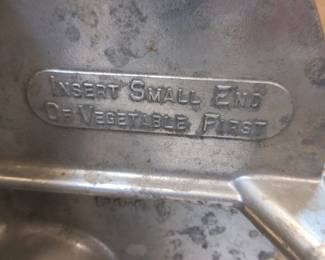 INSERT SMALL END
OF VEGETABLE FIRST